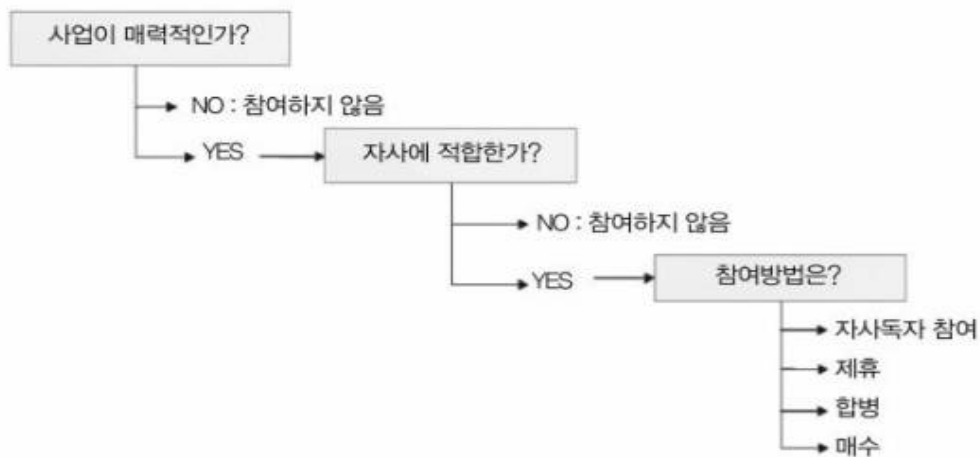 사업이 매력적인가?
NO : 참여하지 않음
YES
자사에 적합한가?
NO : 참여하지 않음
YES
참여방법은?
자사독자 참여
제휴
합병
매수